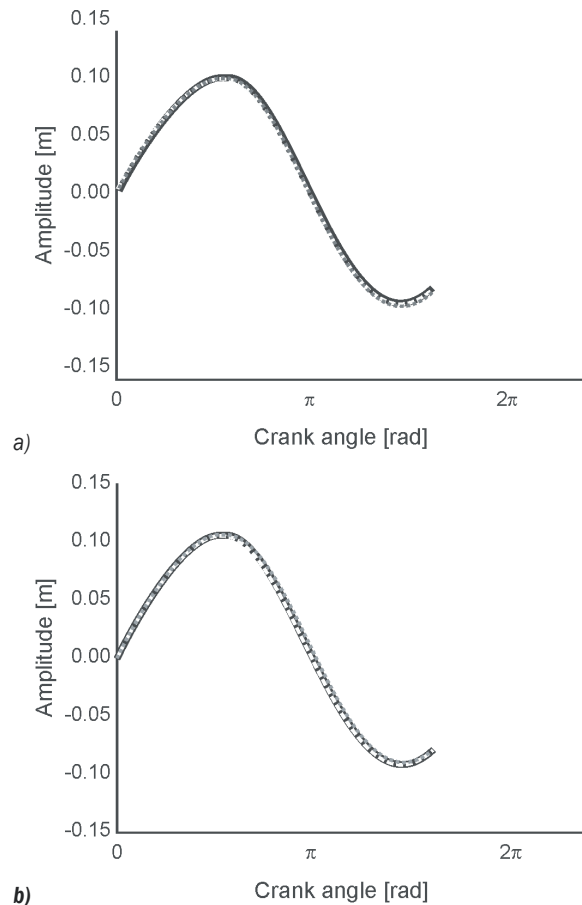 0.15
0.10
0.05
0.00
-0.05
-0.10
-0.15
Amplitude [m]
0 π 2π
Crank angle [rad]
a)
0.15
0.10
0.05
0.00
-0.05
-0.10
-0.15
Amplitude [m]
0 π 2π
Crank angle [rad]
b)